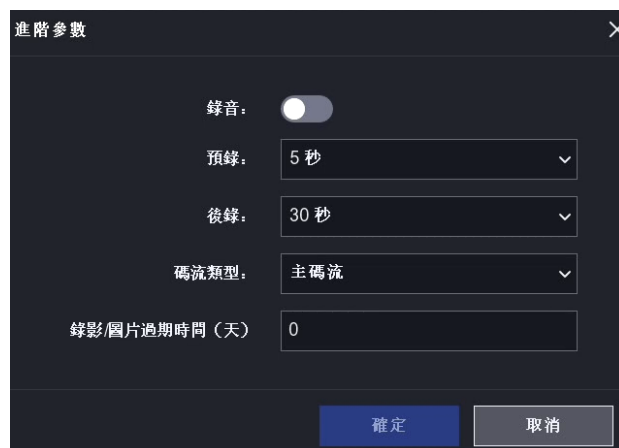 進階參數
錄音：
預錄： 5 秒
後錄： 30 秒
碼流類型： 主碼流
錄影/圖片過期時間（天） 0
確定 取消